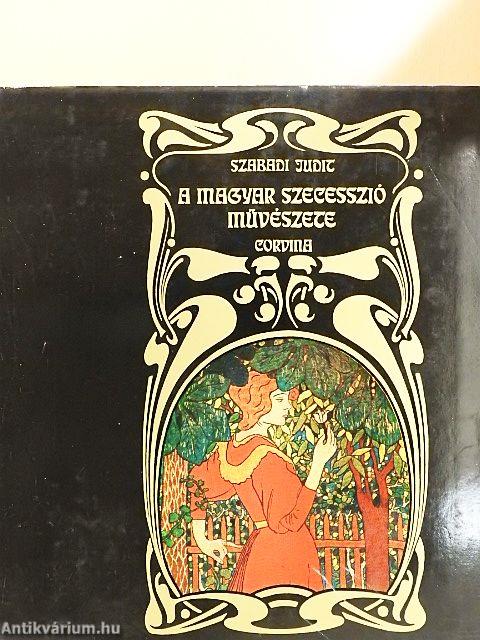 SZABADI JUDIT
A MAGYAR SZECESSZIÓ
MŰVÉSZETE
CORVINA
Antikvárium.hu